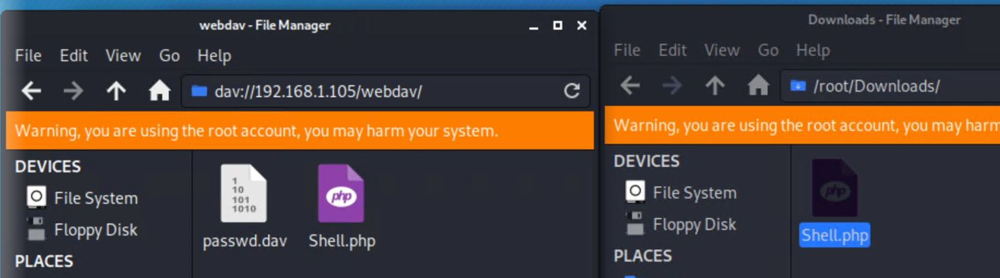 webdav - File Manager
File Edit View Go Help
dav://192.168.1.105/webdav/
Warning, you are using the root account, you may harm your system.
DEVICES
File System
Floppy Disk
PLACES
1
10
101
1010
passwd.dav
php
Shell.php
Downloads - File Manager
File Edit View Go Help
/root/Downloads/
Warning, you are using the root account, you may harm
DEVICES
File System
Floppy Disk
PLACES
php
Shell.php